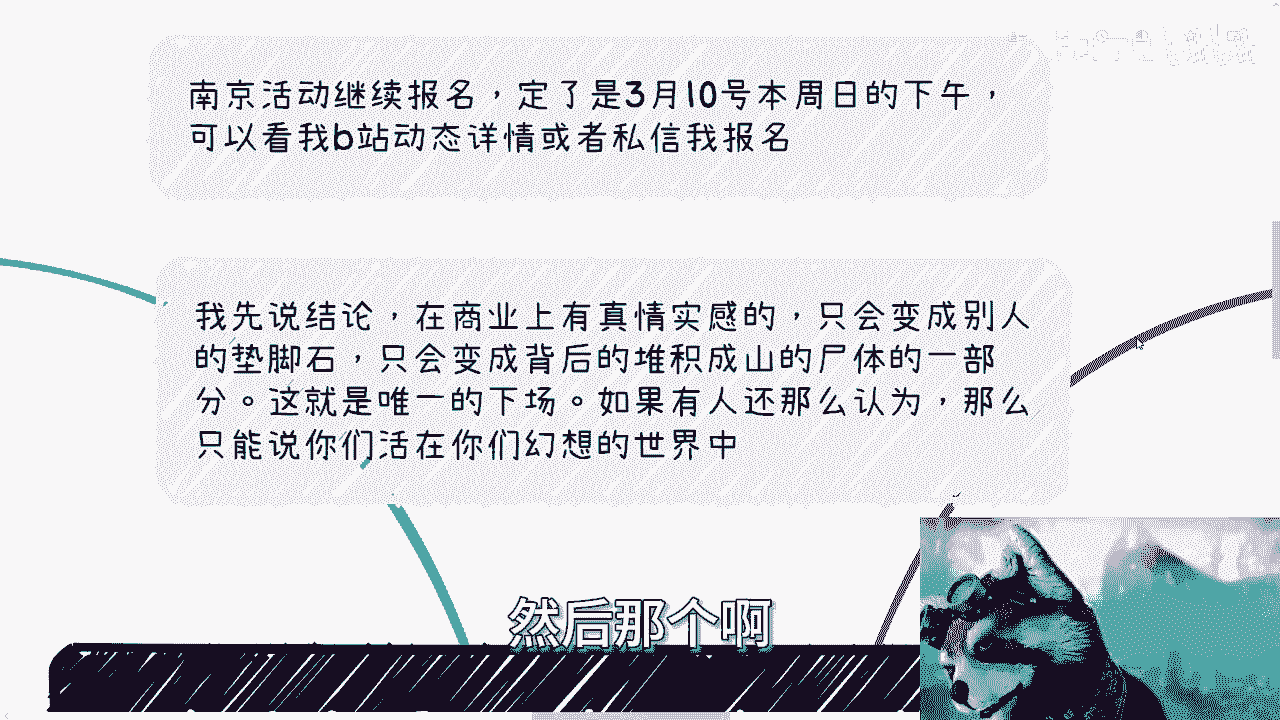 南京活动继续报名，定了是3月10号本周日的下午，
可以看我b站动态详情或者私信我报名
我先说结论，在商业上有真情实感的，只会变成别人
的垫脚石，只会变成背后的堆积成山的尸体的一部
分。这就是唯一的下场。如果有人还那么认为，那么
只能说你们活在你们幻想的世界中
然后那个啊